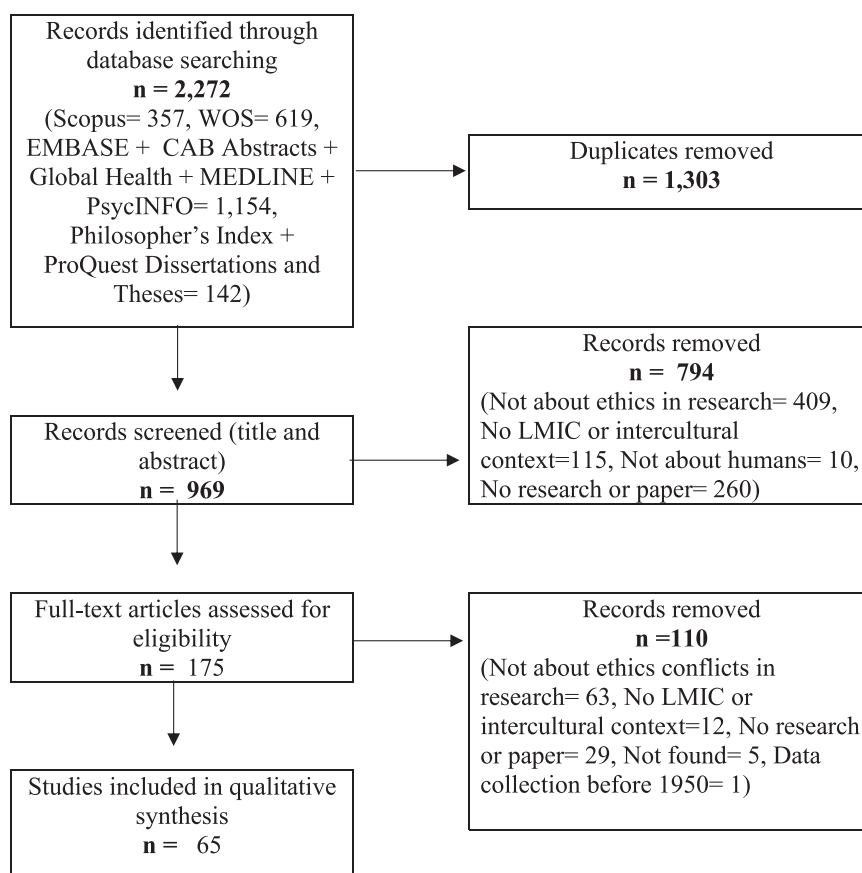 Records identified through
database searching
n = 2,272
(Scopus= 357, WOS= 619,
EMBASE + CAB Abstracts +
Global Health + MEDLINE +
PsycINFO= 1,154,
Philosopher’s Index +
ProQuest Dissertations and
Theses= 142)
Duplicates removed
n = 1,303
Records removed
n = 794
(Not about ethics in research= 409,
No LMIC or intercultural
context=115, Not about humans= 10,
No research or paper= 260)
Records screened (title and
abstract)
n = 969
Full-text articles assessed for
eligibility
n = 175
Records removed
n =110
(Not about ethics conflicts in
research= 63, No LMIC or
intercultural context=12, No research
or paper= 29, Not found= 5, Data
collection before 1950= 1)
Studies included in qualitative
synthesis
n = 65